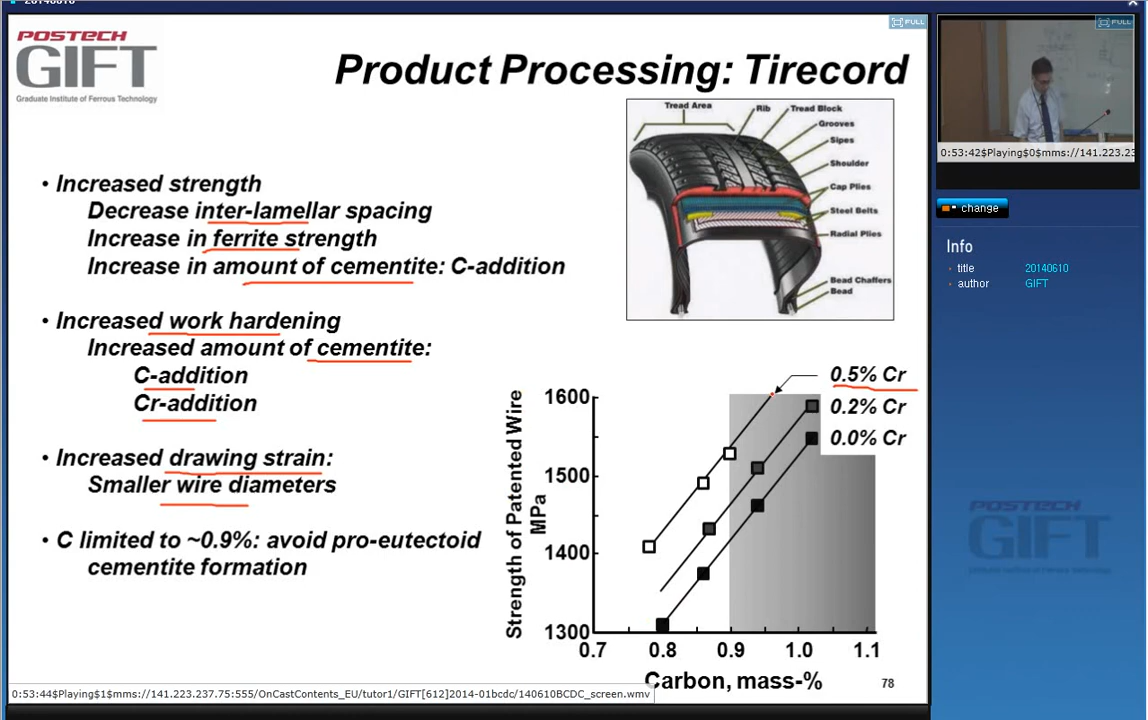 20140610
POSTECH
GIFT
Graduate Institute of Ferrous Technology
Product Processing: Tirecord
FULL
FULL
0:53:42$Playing$0$mms://141.223.23
change
Info
• title 20140610
• author GIFT
Tread Area
Rib
Tread Block
Grooves
Sipes
Shoulder
Cap Plies
Steel Belts
Radial Plies
Bead Chaffers
Bead
• Increased strength
Decrease inter-lamellar spacing
Increase in ferrite strength
Increase in amount of cementite: C-addition
• Increased work hardening
Increased amount of cementite:
C-addition
Cr-addition
• Increased drawing strain:
Smaller wire diameters
• C limited to ~0.9%: avoid pro-eutectoid
cementite formation
Strength of Patented Wire
MPa
1600
1500
1400
1300
0.7 0.8 0.9 1.0 1.1
Carbon, mass-%
0.5% Cr
0.2% Cr
0.0% Cr
78
POSTECH
GIFT
0:53:44$Playing$1$mms://141.223.237.75:555/OnCastContents_EU/tutor1/GIFT[612]2014-01bcdc/140610BCDC_screen.wmv